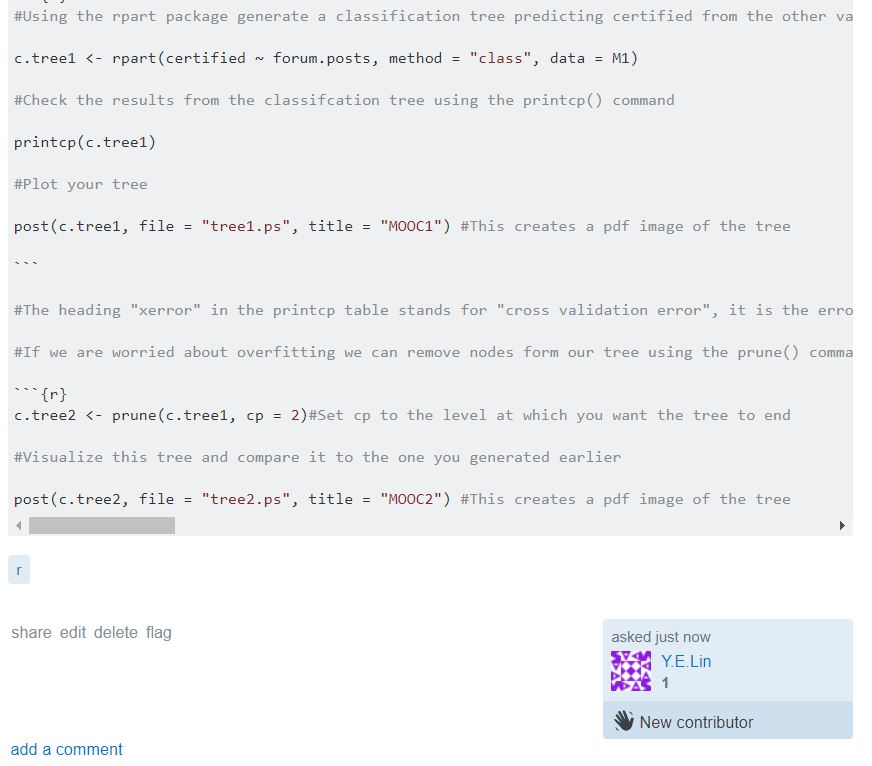 #Using the rpart package generate a classification tree predicting certified from the other va
c.tree1 <- rpart(certified ~ forum.posts, method = "class", data = M1)
#Check the results from the classifcation tree using the printcp() command
printcp(c.tree1)
#Plot your tree
post(c.tree1, file = "tree1.ps", title = "MOOC1") #This creates a pdf image of the tree
```
#The heading "xerror" in the printcp table stands for "cross validation error", it is the erro
#If we are worried about overfitting we can remove nodes form our tree using the prune() comma
```{r}
c.tree2 <- prune(c.tree1, cp = 2)#Set cp to the level at which you want the tree to end
#Visualize this tree and compare it to the one you generated earlier
post(c.tree2, file = "tree2.ps", title = "MOOC2") #This creates a pdf image of the tree
r
share edit delete flag
asked just now
Y.E.Lin
1
New contributor
add a comment